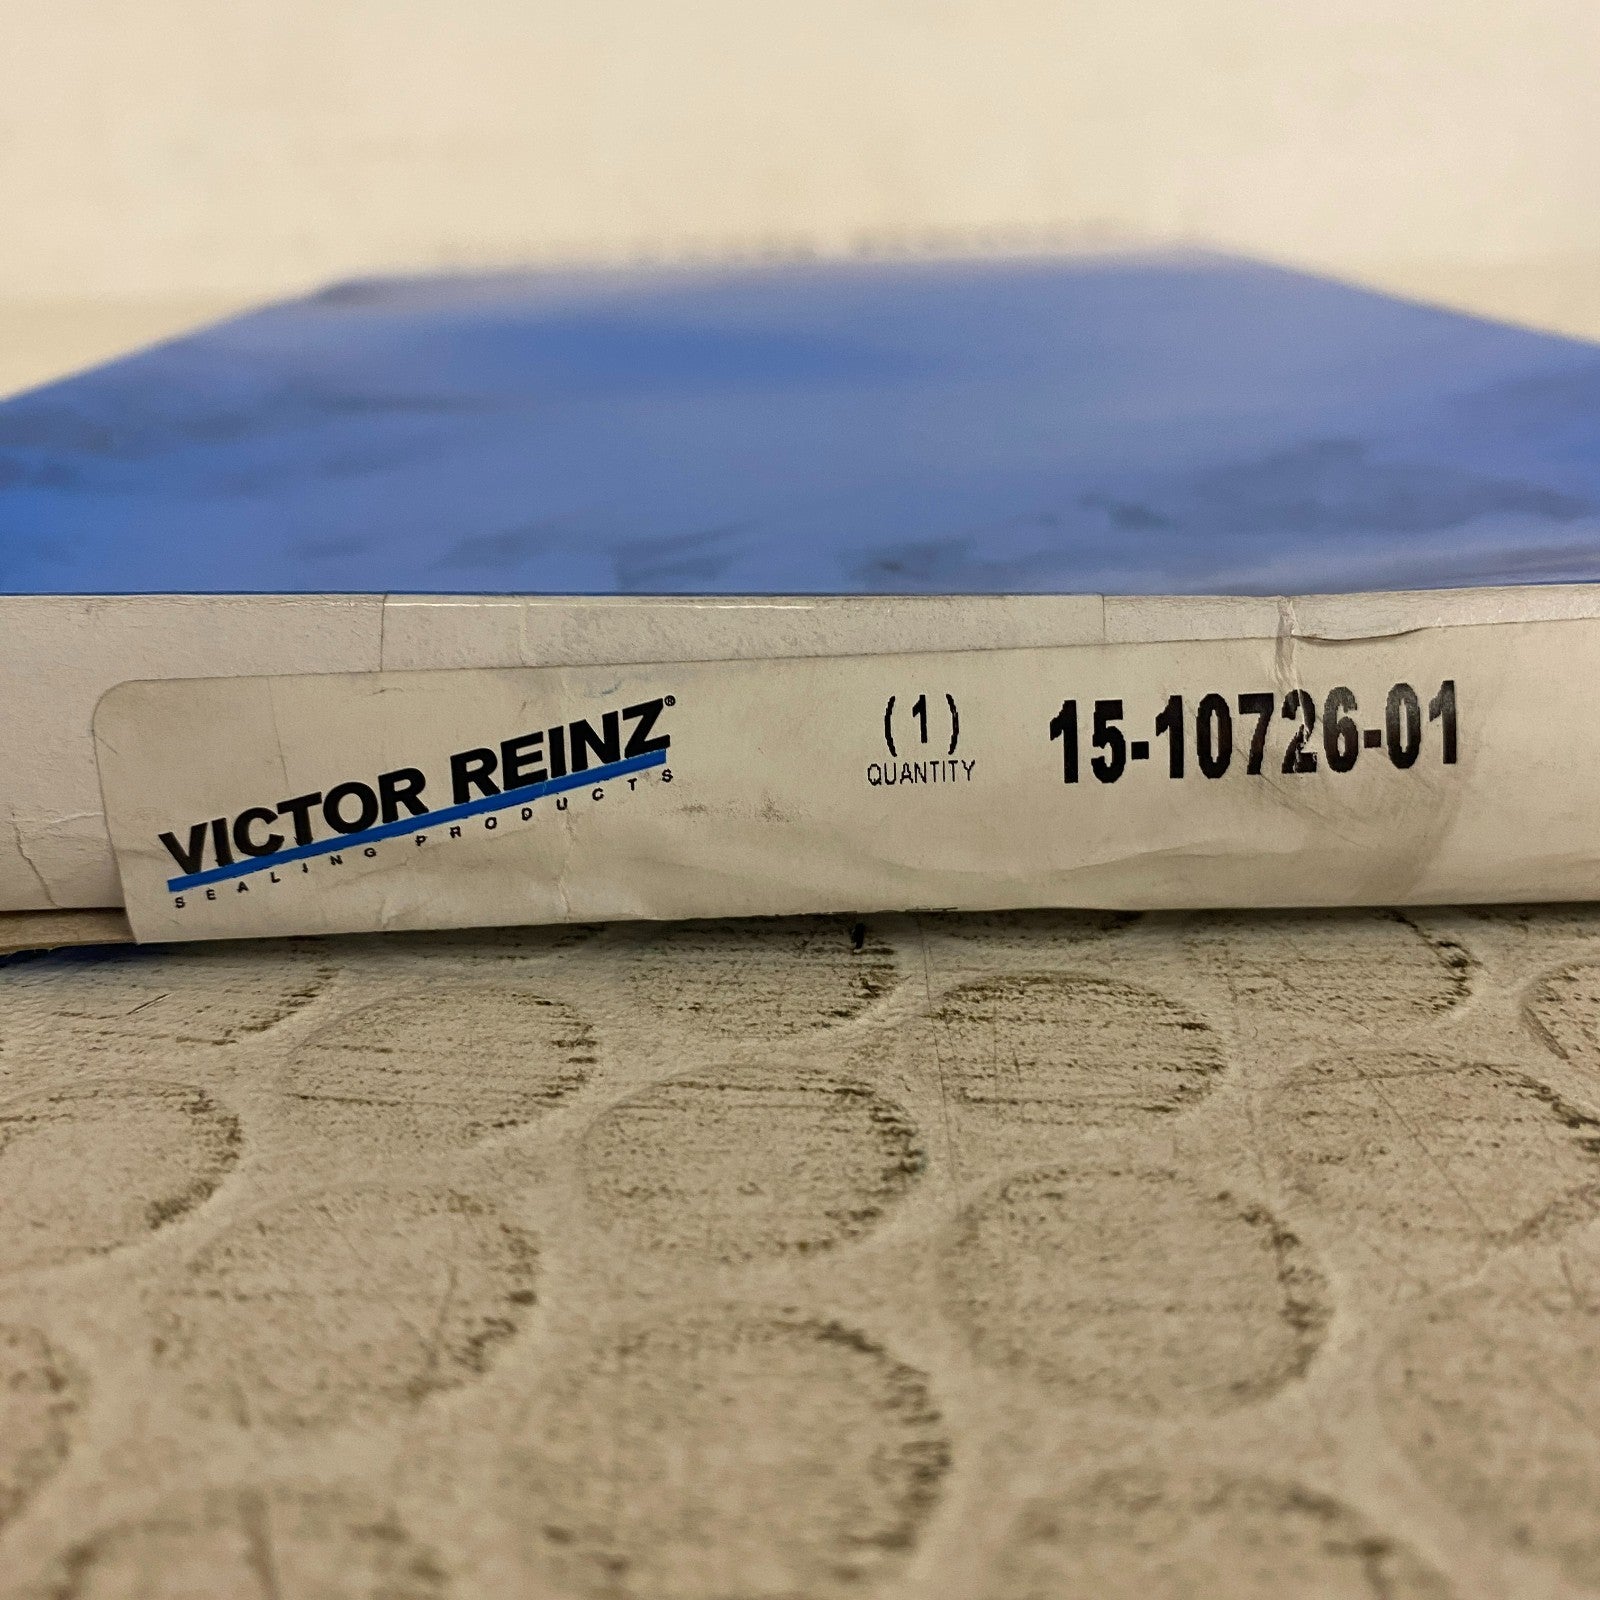 VICTOR REINZ®
SEALING PRODUCTS
(1)
QUANTITY
15-10726-01